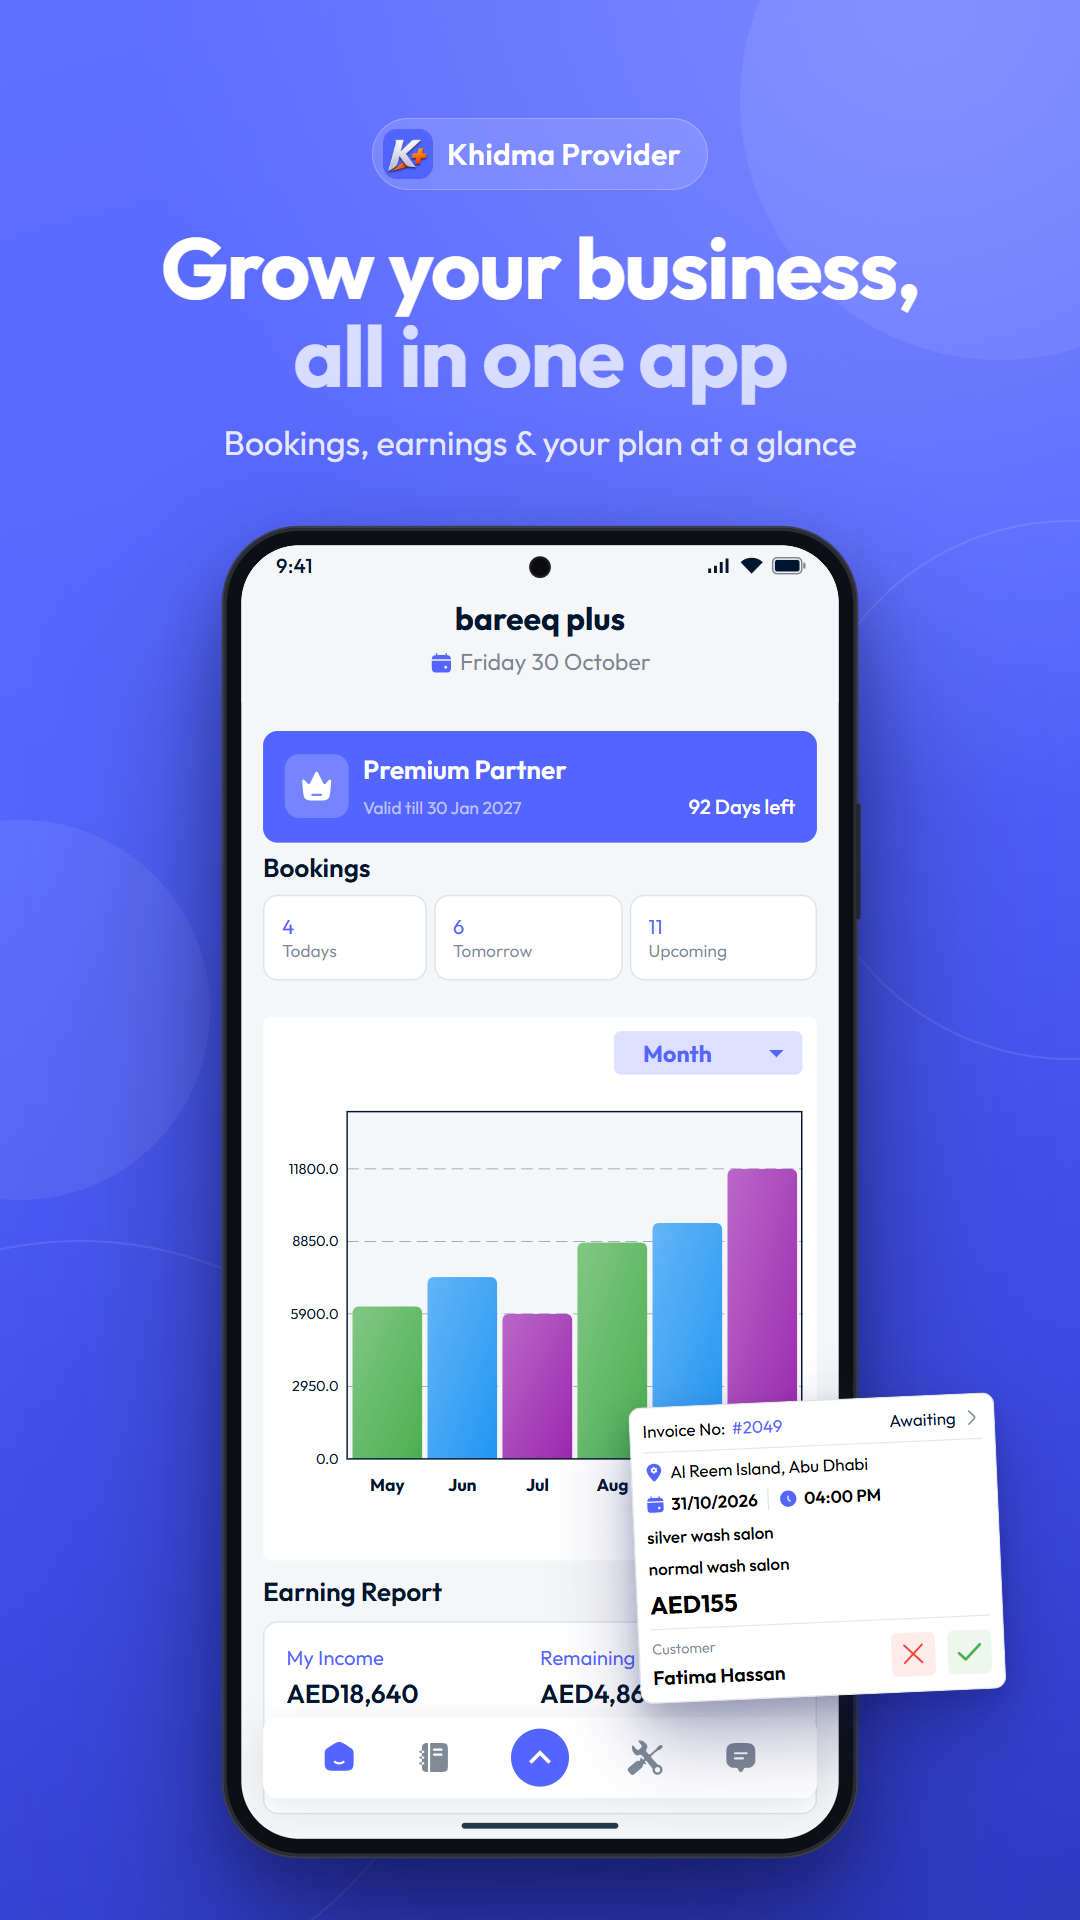 K+ Khidma Provider
Grow your business,
all in one app
Bookings, earnings & your plan at a glance
9:41
bareeq plus
Friday 30 October
Premium Partner
Valid till 30 Jan 2027
92 Days left
Bookings
4
Todays
6
Tomorrow
11
Upcoming
Month
11800.0
8850.0
5900.0
2950.0
0.0
May Jun Jul Aug
Invoice No: #2049 Awaiting
Al Reem Island, Abu Dhabi
31/10/2026 04:00 PM
silver wash salon
normal wash salon
AED155
Customer
Fatima Hassan
Earning Report
My Income
AED18,640
Remaining
AED4,86